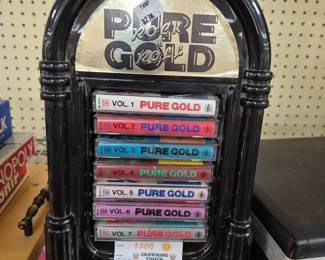 PURE
ROCK
&
ROLL
GOLD
VOL. 1 PURE GOLD
VOL. 2 PURE GOLD
VOL. 3 PURE GOLD
VOL. 4 PURE GOLD
VOL. 5 PURE GOLD
VOL. 6 PURE GOLD
VOL. 7 PURE GOLD
1506
CROWNING
MONOPOLY